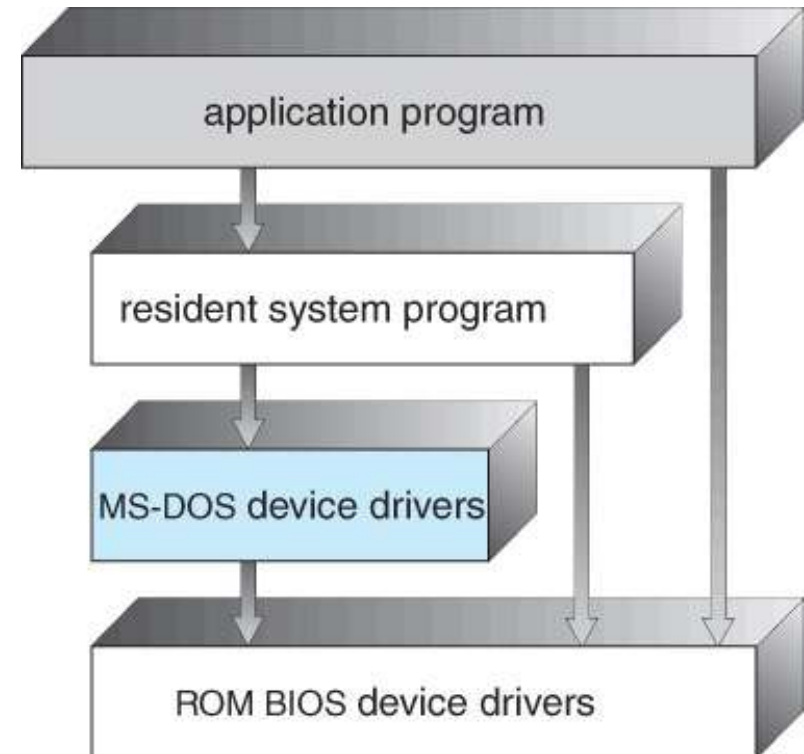 application program
resident system program
MS-DOS device drivers
ROM BIOS device drivers